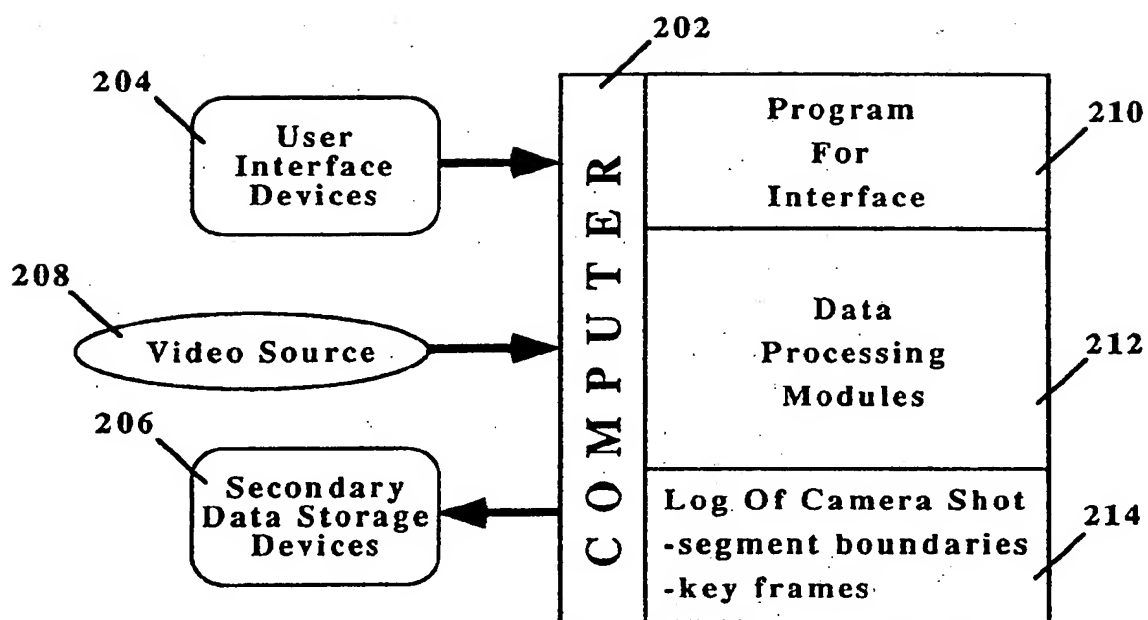 202
204
User
Interface
Devices
Program
For
Interface
210
COMPUTER
208
Video Source
Data
Processing
Modules
212
206
Secondary
Data Storage
Devices
Log Of Camera Shot
-segment boundaries
-key frames
214